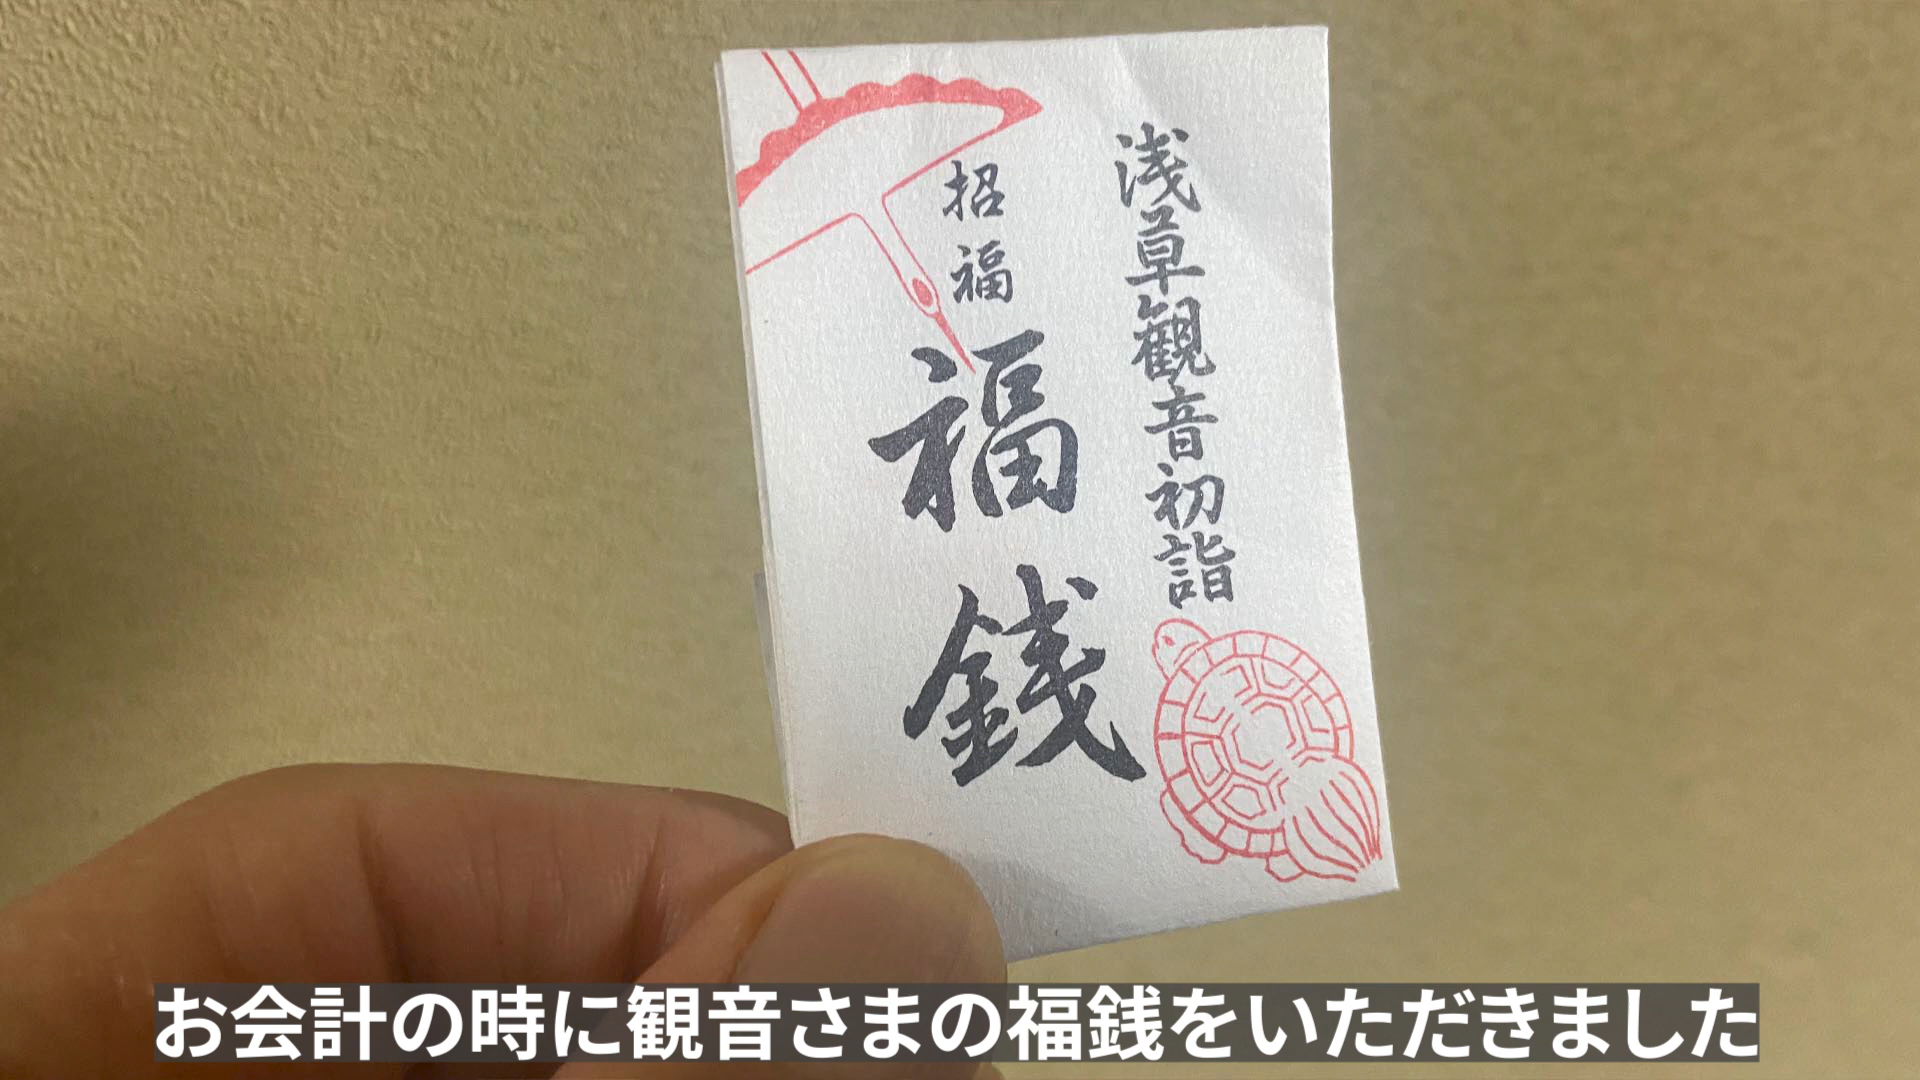 浅草観音初詣
招福
福銭
お会計の時に観音さまの福銭をいただきました